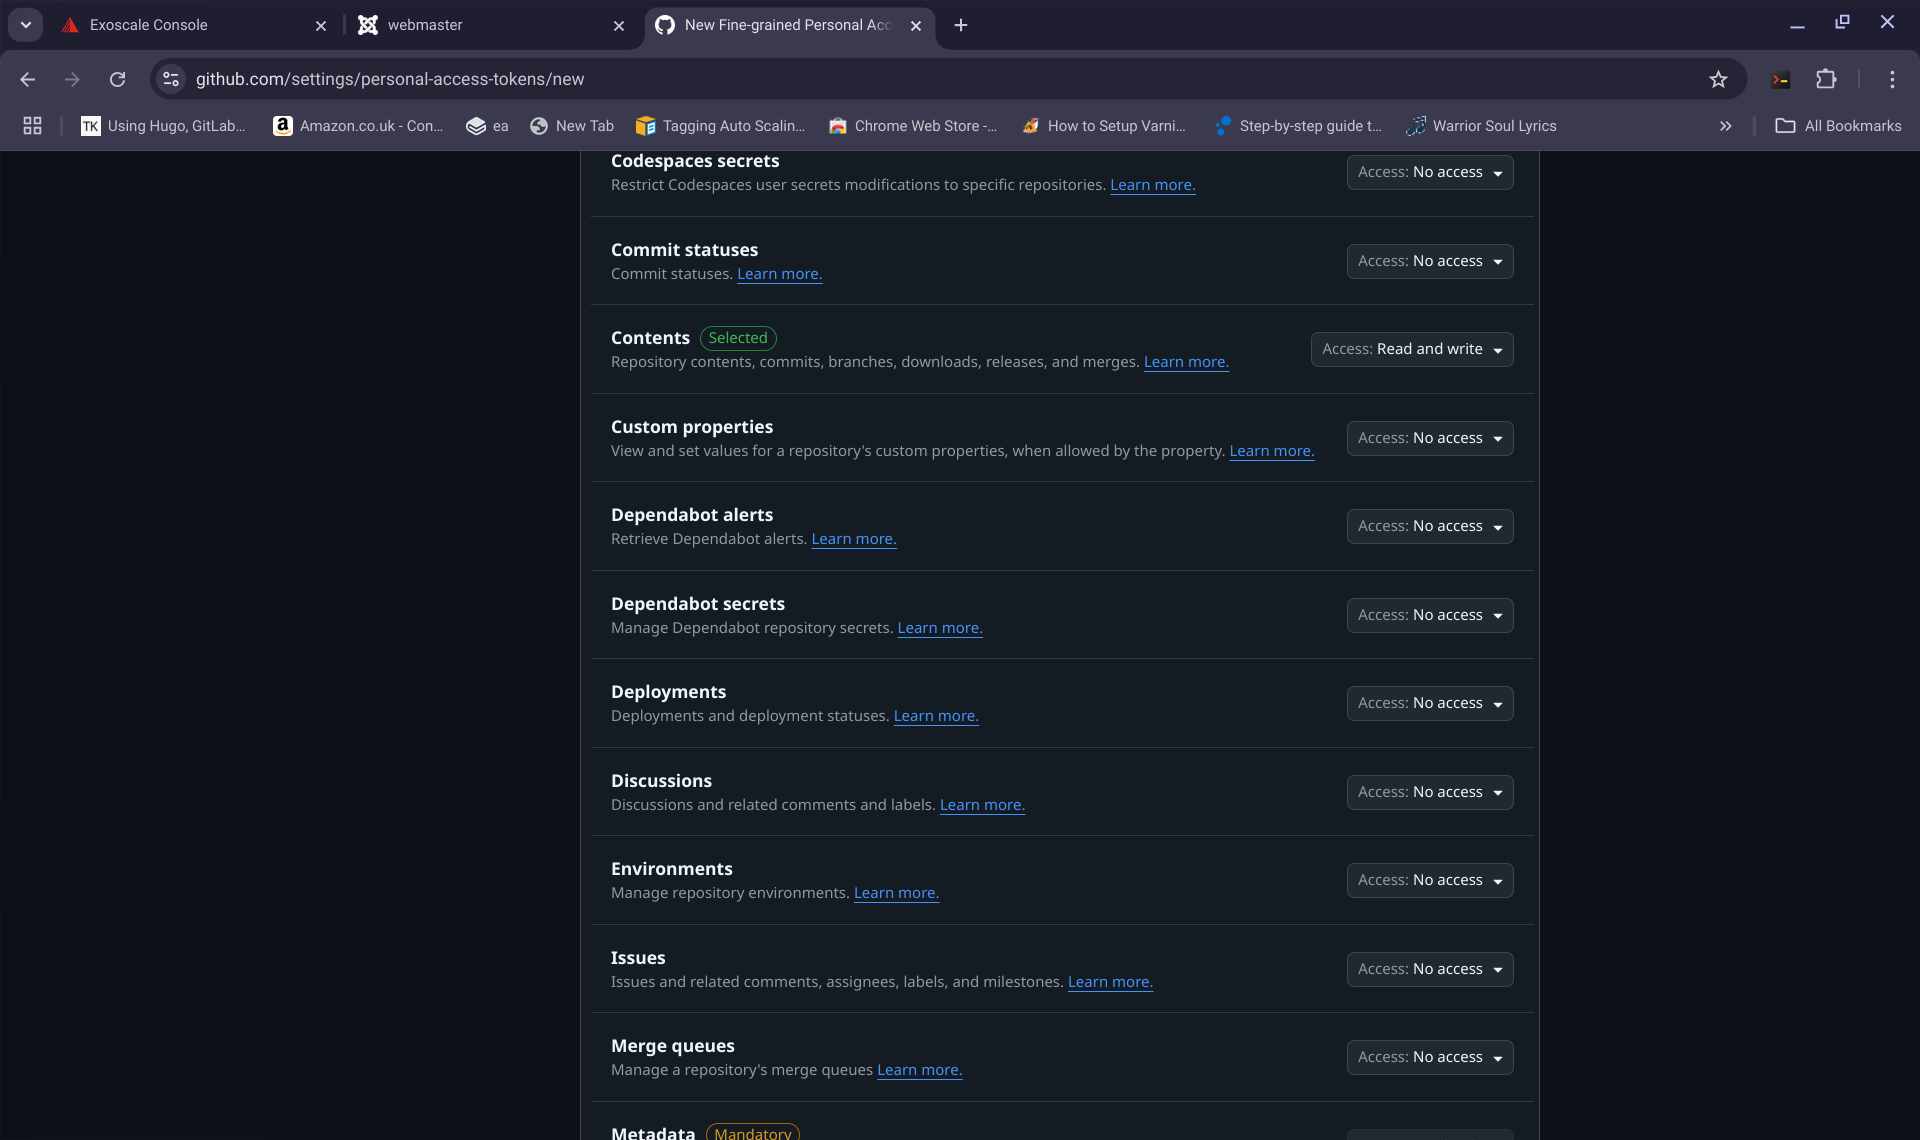 Exoscale Console
webmaster
New Fine-grained Personal Acc
github.com/settings/personal-access-tokens/new
TK Using Hugo, GitLab...
a Amazon.co.uk - Con...
ea
New Tab
Tagging Auto Scalin...
Chrome Web Store -...
How to Setup Varni...
Step-by-step guide t...
Warrior Soul Lyrics
All Bookmarks
Codespaces secrets
Restrict Codespaces user secrets modifications to specific repositories. Learn more.
Access: No access
Commit statuses
Commit statuses. Learn more.
Access: No access
Contents Selected
Repository contents, commits, branches, downloads, releases, and merges. Learn more.
Access: Read and write
Custom properties
View and set values for a repository's custom properties, when allowed by the property. Learn more.
Access: No access
Dependabot alerts
Retrieve Dependabot alerts. Learn more.
Access: No access
Dependabot secrets
Manage Dependabot repository secrets. Learn more.
Access: No access
Deployments
Deployments and deployment statuses. Learn more.
Access: No access
Discussions
Discussions and related comments and labels. Learn more.
Access: No access
Environments
Manage repository environments. Learn more.
Access: No access
Issues
Issues and related comments, assignees, labels, and milestones. Learn more.
Access: No access
Merge queues
Manage a repository's merge queues Learn more.
Access: No access
Metadata Mandatory